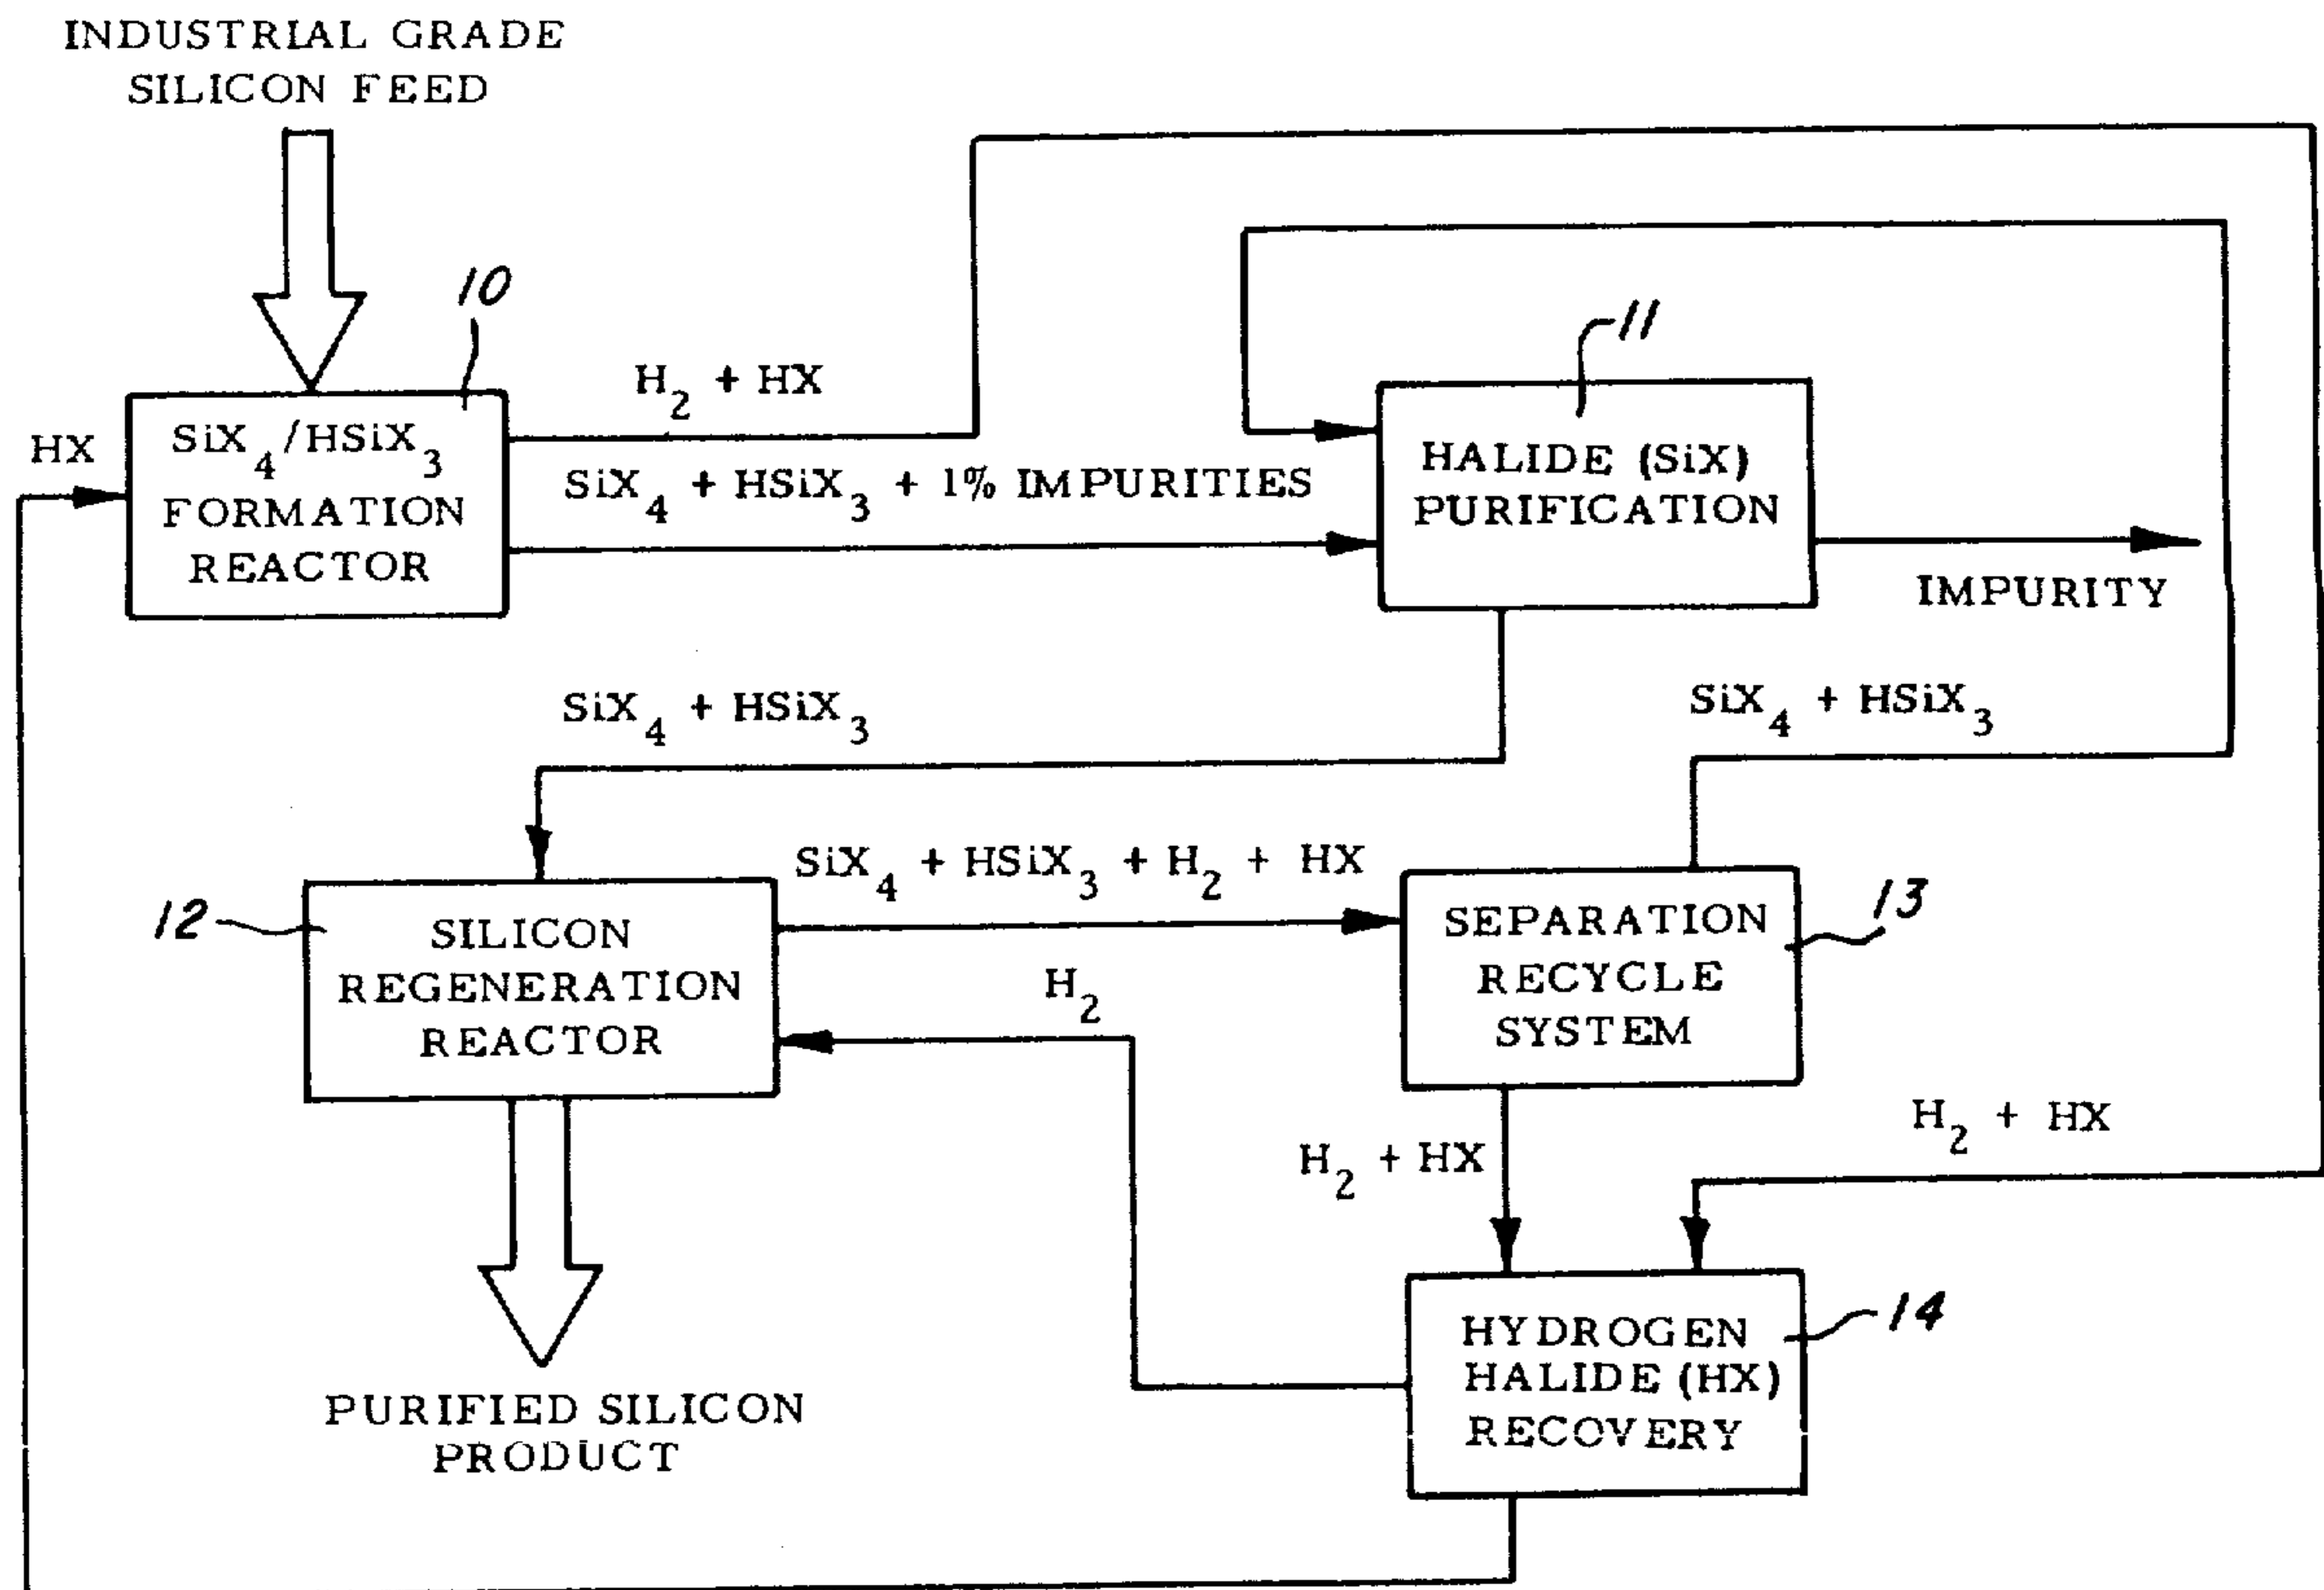 INDUSTRIAL GRADE
SILICON FEED
10
11
H2 + HX
HX
SiX4/HSiX3
FORMATION
REACTOR
SiX4 + HSiX3 + 1% IMPURITIES
HALIDE (SiX)
PURIFICATION
IMPURITY
SiX4 + HSiX3
SiX4 + HSiX3
SiX4 + HSiX3 + H2 + HX
12
SILICON
REGENERATION
REACTOR
H2
SEPARATION
RECYCLE
SYSTEM
13
H2 + HX
H2 + HX
HYDROGEN
HALIDE (HX)
RECOVERY
14
PURIFIED SILICON
PRODUCT